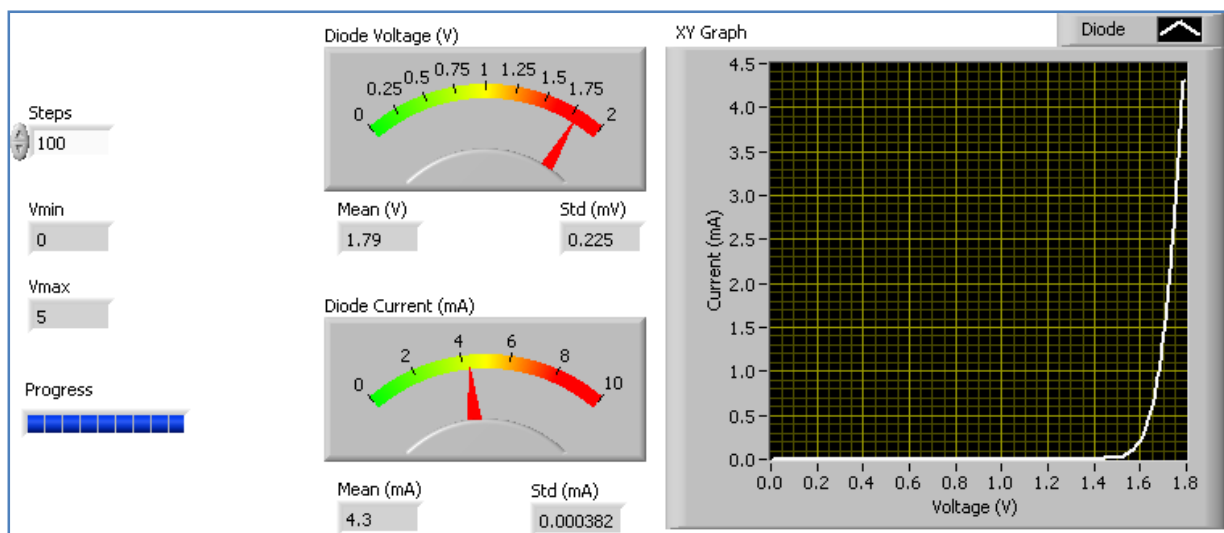 Steps
100
Vmin
0
Vmax
5
Progress
Diode Voltage (V)
0 0.25 0.5 0.75 1 1.25 1.5 1.75 2
Mean (V)
1.79
Std (mV)
0.225
Diode Current (mA)
0 2 4 6 8 10
Mean (mA)
4.3
Std (mA)
0.000382
XY Graph
Diode
4.5
4.0
3.5
3.0
2.5
2.0
1.5
1.0
0.5
0.0
Current (mA)
0.0 0.2 0.4 0.6 0.8 1.0 1.2 1.4 1.6 1.8
Voltage (V)